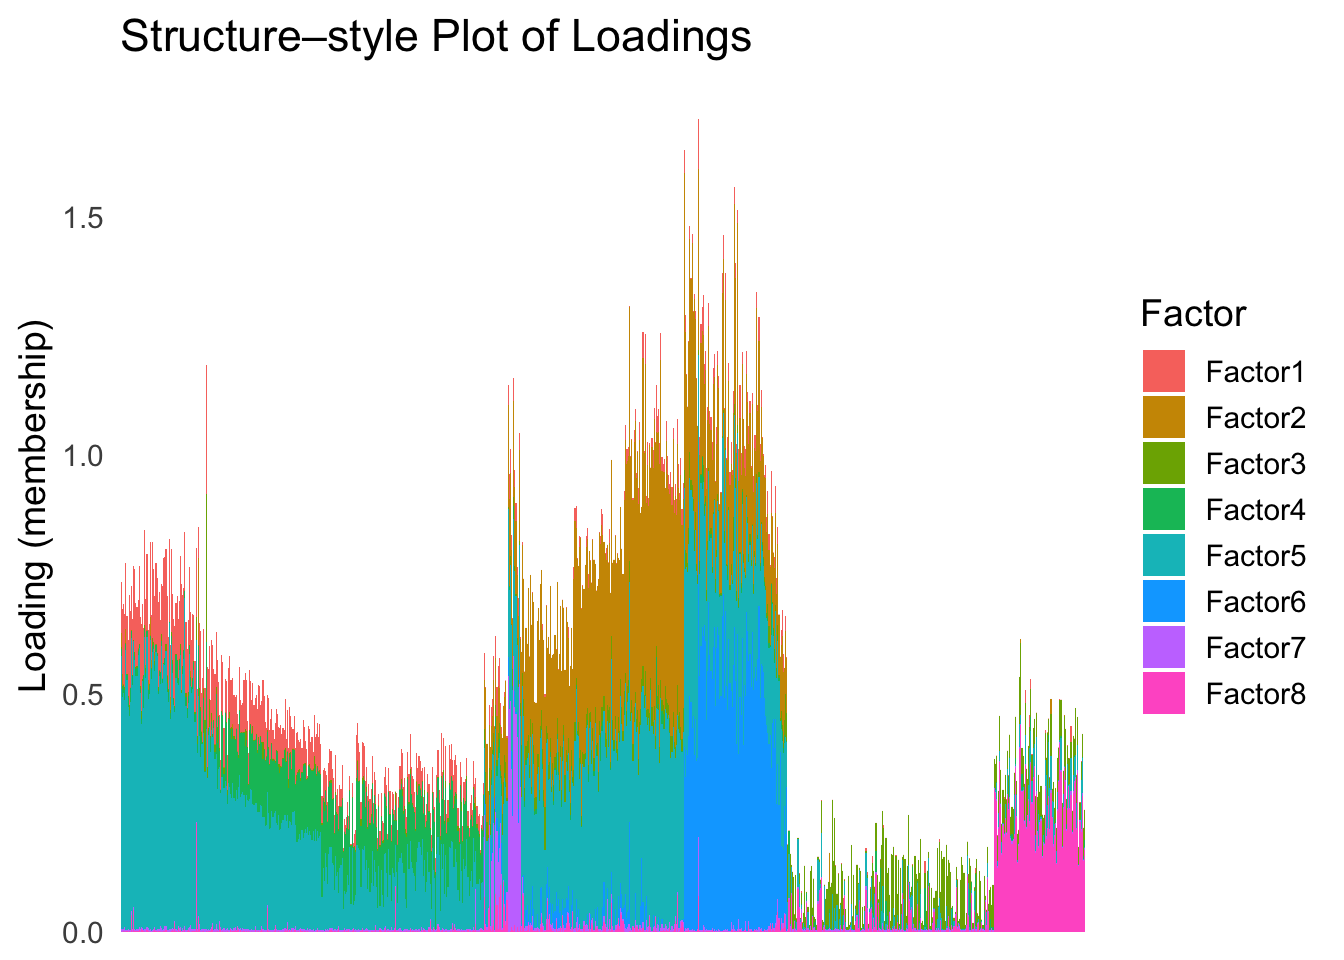 Structure–style Plot of Loadings
Loading (membership)
1.5
1.0
0.5
0.0
Factor
Factor1
Factor2
Factor3
Factor4
Factor5
Factor6
Factor7
Factor8